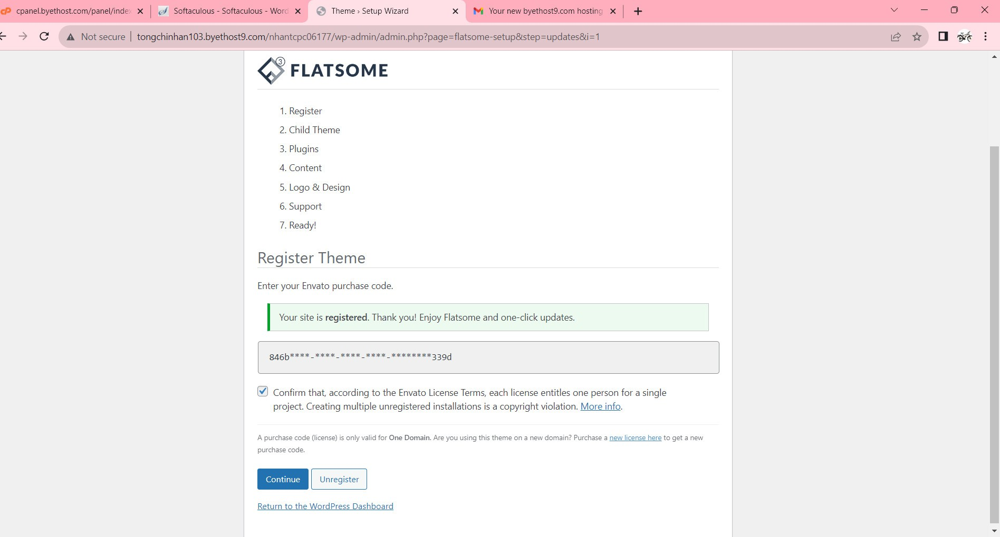 cpanel.byethost.com/panel/index
Softaculous - Softaculous - Word
Theme › Setup Wizard
Your new byethost9.com hosting
Not secure
tongchinhan103.byethost9.com/nhantcpc06177/wp-admin/admin.php?page=flatsome-setup&step=updates&i=1
3
FLATSOME
1. Register
2. Child Theme
3. Plugins
4. Content
5. Logo & Design
6. Support
7. Ready!
Register Theme
Enter your Envato purchase code.
Your site is registered. Thank you! Enjoy Flatsome and one-click updates.
846b****-****-****-****-********339d
Confirm that, according to the Envato License Terms, each license entitles one person for a single
project. Creating multiple unregistered installations is a copyright violation. More info.
A purchase code (license) is only valid for One Domain. Are you using this theme on a new domain? Purchase a new license here to get a new
purchase code.
Continue
Unregister
Return to the WordPress Dashboard